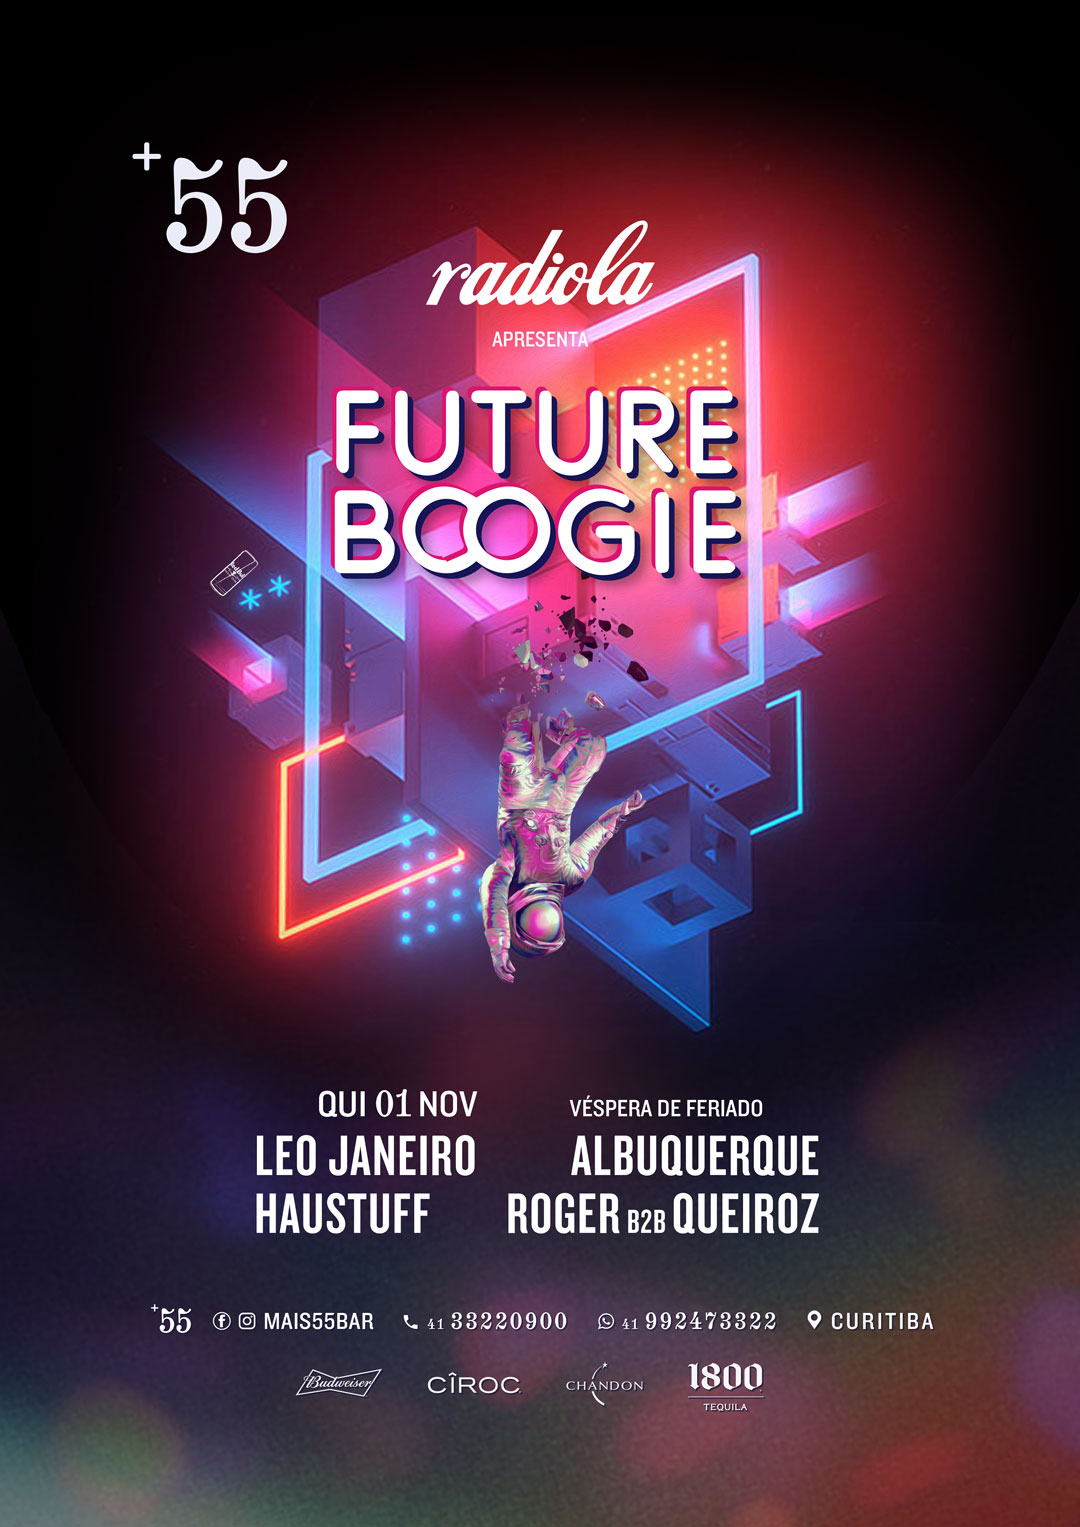 +55
radiola
APRESENTA
FUTURE
BOOGIE
QUI 01 NOV
LEO JANEIRO
HAUSTUFF
VÉSPERA DE FERIADO
ALBUQUERQUE
ROGER B2B QUEIROZ
+55 MAIS55BAR 41 33220900 41 992473322 CURITIBA
Budweiser CÎROC CHANDON 1800
TEQUILA